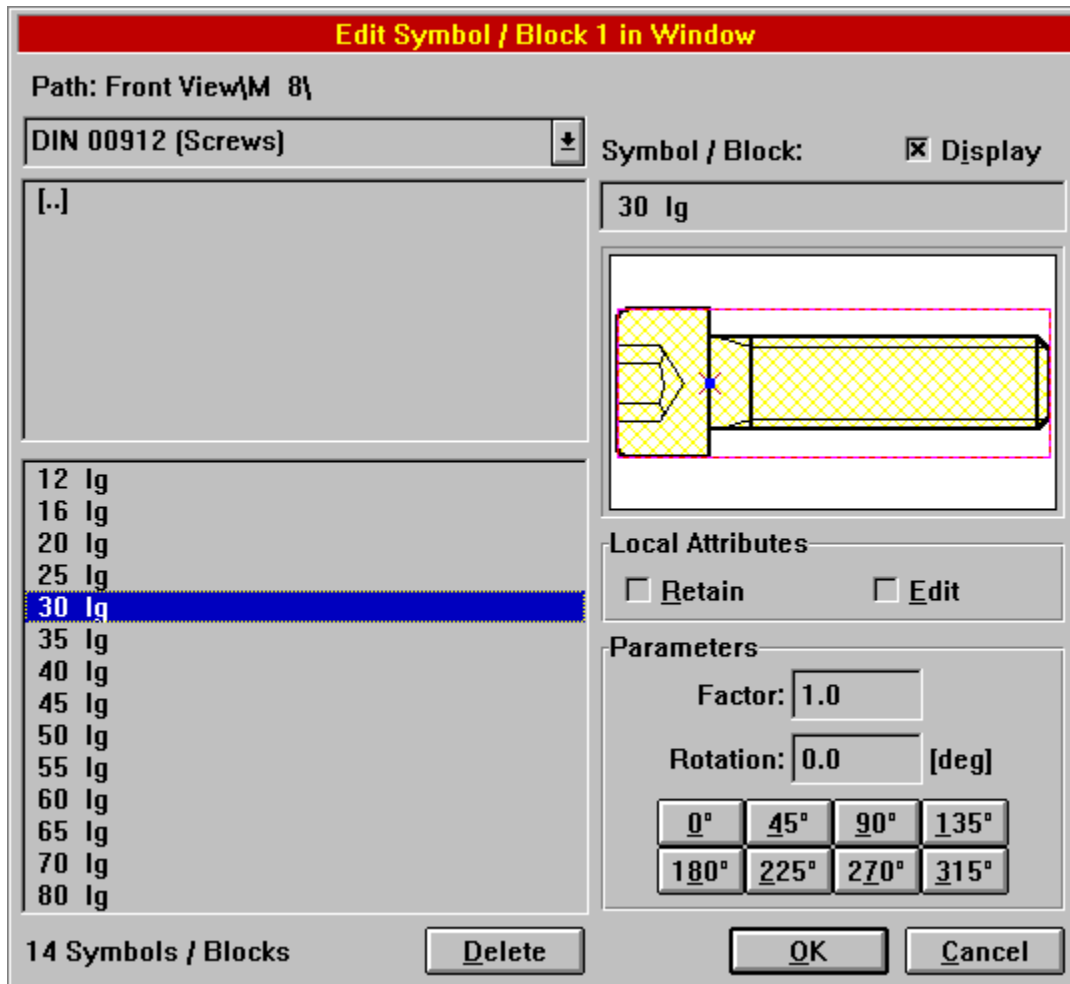 Edit Symbol / Block 1 in Window
Path: Front View\M  8\
DIN 00912 (Screws)
Symbol / Block:
Display
[..]
30  lg
12  lg
16  lg
20  lg
25  lg
30  lg
35  lg
40  lg
45  lg
50  lg
55  lg
60  lg
65  lg
70  lg
80  lg
Local Attributes
Retain
Edit
Parameters
Factor: 1.0
Rotation: 0.0 [deg]
0° 45° 90° 135°
180° 225° 270° 315°
14 Symbols / Blocks
Delete
OK
Cancel